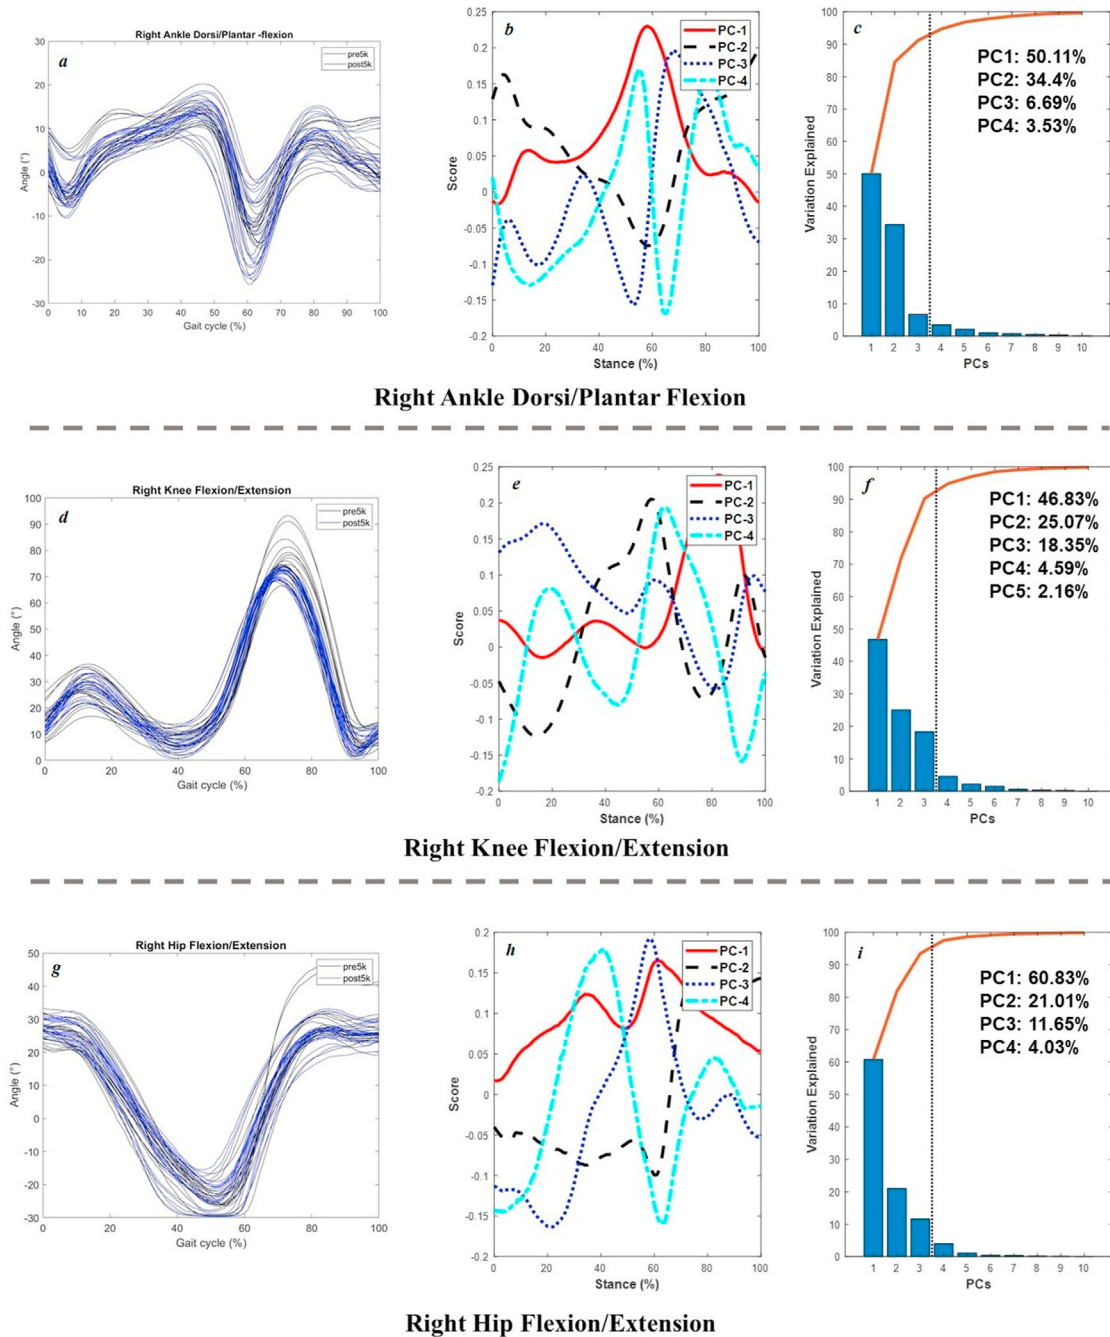 a
Right Ankle Dorsi/Plantar -flexion
pre5k
post5k
30
20
10
0
-10
-20
-30
Angle (°)
0 10 20 30 40 50 60 70 80 90 100
Gait cycle (%)
b
PC-1
PC-2
PC-3
PC-4
0.25
0.2
0.15
0.1
0.05
0
-0.05
-0.1
-0.15
-0.2
Score
0 20 40 60 80 100
Stance (%)
c
PC1: 50.11%
PC2: 34.4%
PC3: 6.69%
PC4: 3.53%
100
90
80
70
60
50
40
30
20
10
0
Variation Explained
1 2 3 4 5 6 7 8 9 10
PCs
Right Ankle Dorsi/Plantar Flexion
d
Right Knee Flexion/Extension
pre5k
post5k
100
90
80
70
60
50
40
30
20
10
0
Angle (°)
0 20 40 60 80 100
Gait cycle (%)
e
PC-1
PC-2
PC-3
PC-4
0.25
0.2
0.15
0.1
0.05
0
-0.05
-0.1
-0.15
-0.2
Score
0 20 40 60 80 100
Stance (%)
f
PC1: 46.83%
PC2: 25.07%
PC3: 18.35%
PC4: 4.59%
PC5: 2.16%
100
90
80
70
60
50
40
30
20
10
0
Variation Explained
1 2 3 4 5 6 7 8 9 10
PCs
Right Knee Flexion/Extension
g
Right Hip Flexion/Extension
pre5k
post5k
50
40
30
20
10
0
-10
-20
-30
Angle (°)
0 20 40 60 80 100
Gait cycle (%)
h
PC-1
PC-2
PC-3
PC-4
0.2
0.15
0.1
0.05
0
-0.05
-0.1
-0.15
-0.2
Score
0 20 40 60 80 100
Stance (%)
i
PC1: 60.83%
PC2: 21.01%
PC3: 11.65%
PC4: 4.03%
100
90
80
70
60
50
40
30
20
10
0
Variation Explained
1 2 3 4 5 6 7 8 9 10
PCs
Right Hip Flexion/Extension